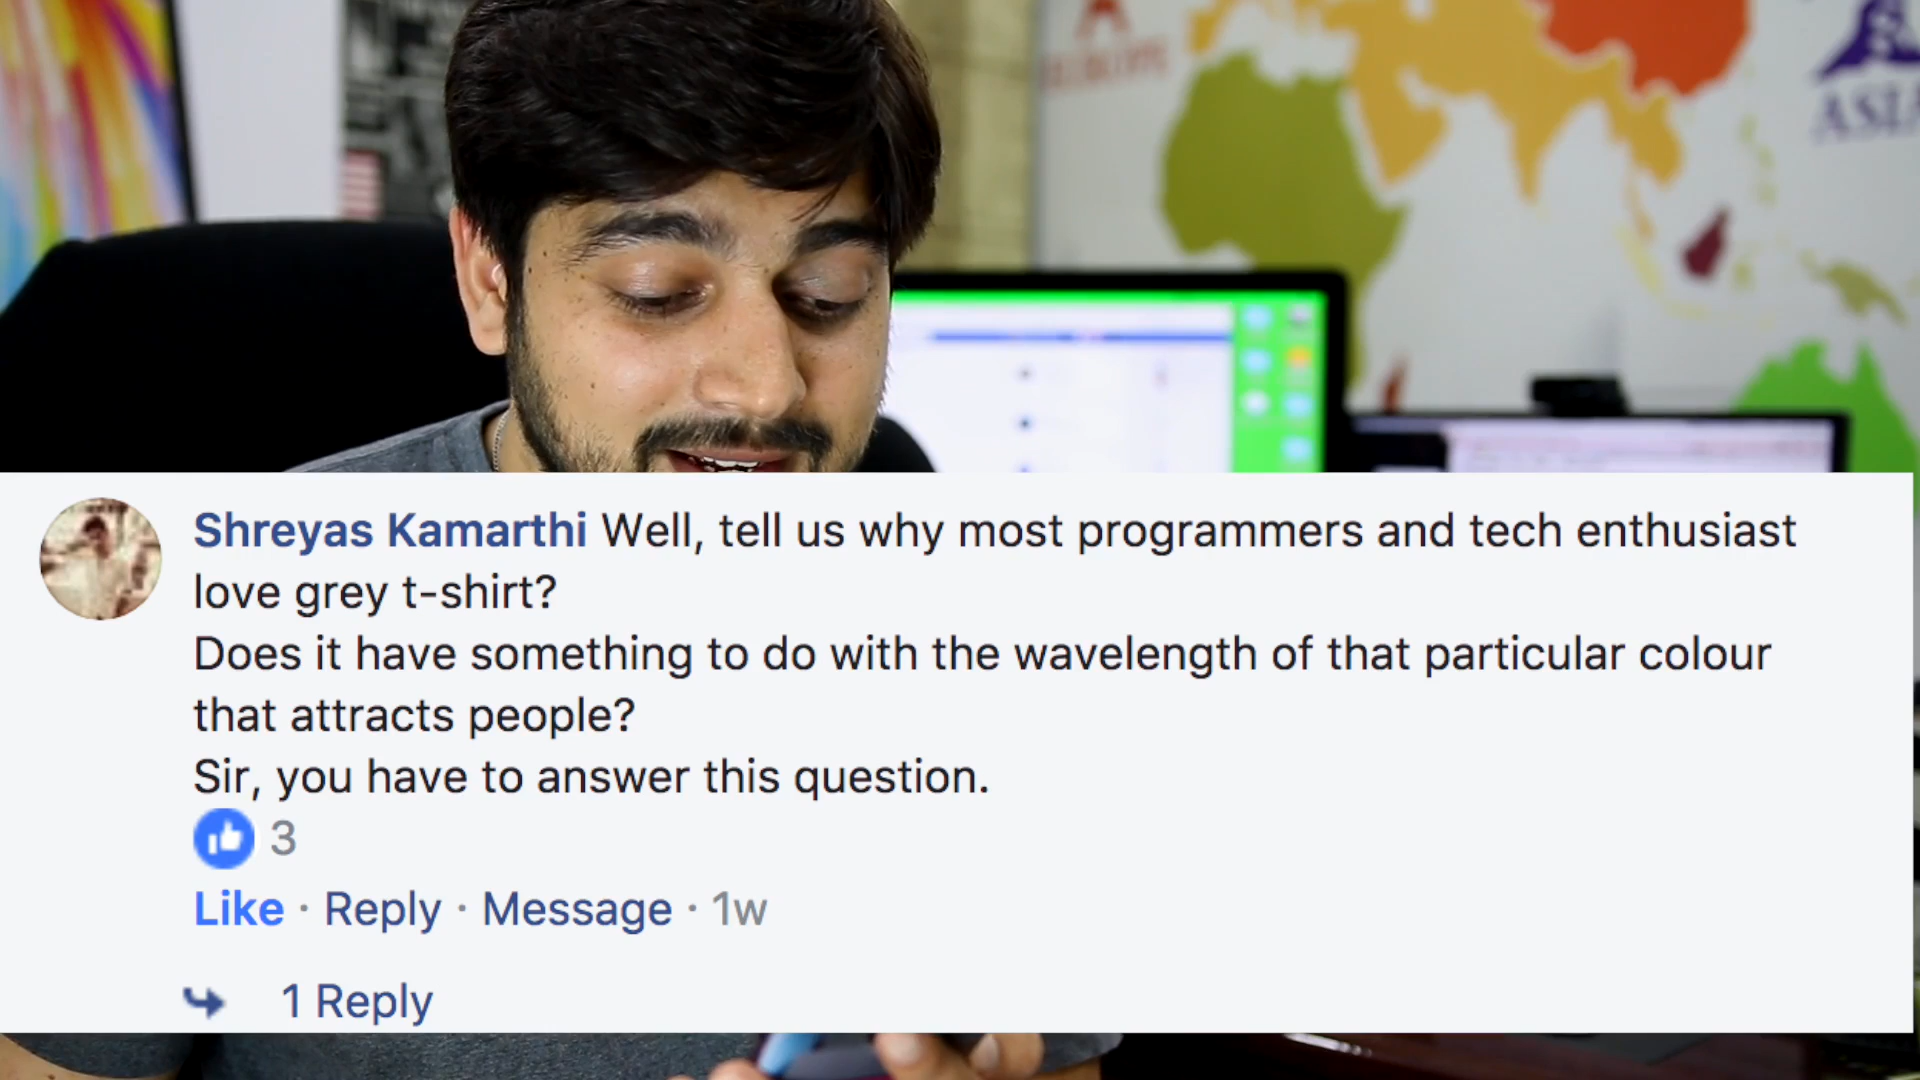 EUROPE
ASIA
Shreyas Kamarthi Well, tell us why most programmers and tech enthusiast
love grey t-shirt?
Does it have something to do with the wavelength of that particular colour
that attracts people?
Sir, you have to answer this question.
3
Like · Reply · Message · 1w
1 Reply